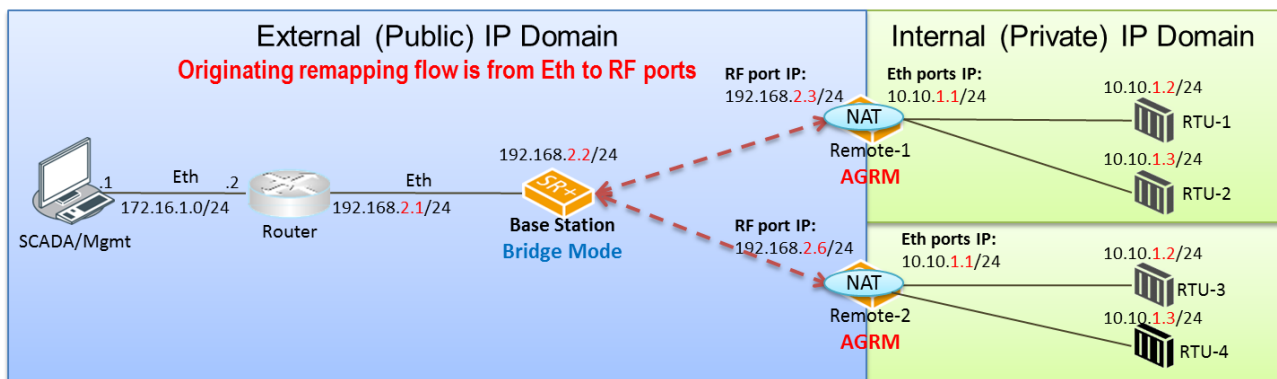 External (Public) IP Domain
Originating remapping flow is from Eth to RF ports
Internal (Private) IP Domain
RF port IP:
192.168.2.3/24
Eth ports IP:
10.10.1.1/24
NAT
Remote-1
AGRM
10.10.1.2/24
RTU-1
10.10.1.3/24
RTU-2
.1
Eth
.2
172.16.1.0/24
SCADA/Mgmt
Router
Eth
192.168.2.1/24
192.168.2.2/24
SR+
Base Station
Bridge Mode
RF port IP:
192.168.2.6/24
Eth ports IP:
10.10.1.1/24
NAT
Remote-2
AGRM
10.10.1.2/24
RTU-3
10.10.1.3/24
RTU-4